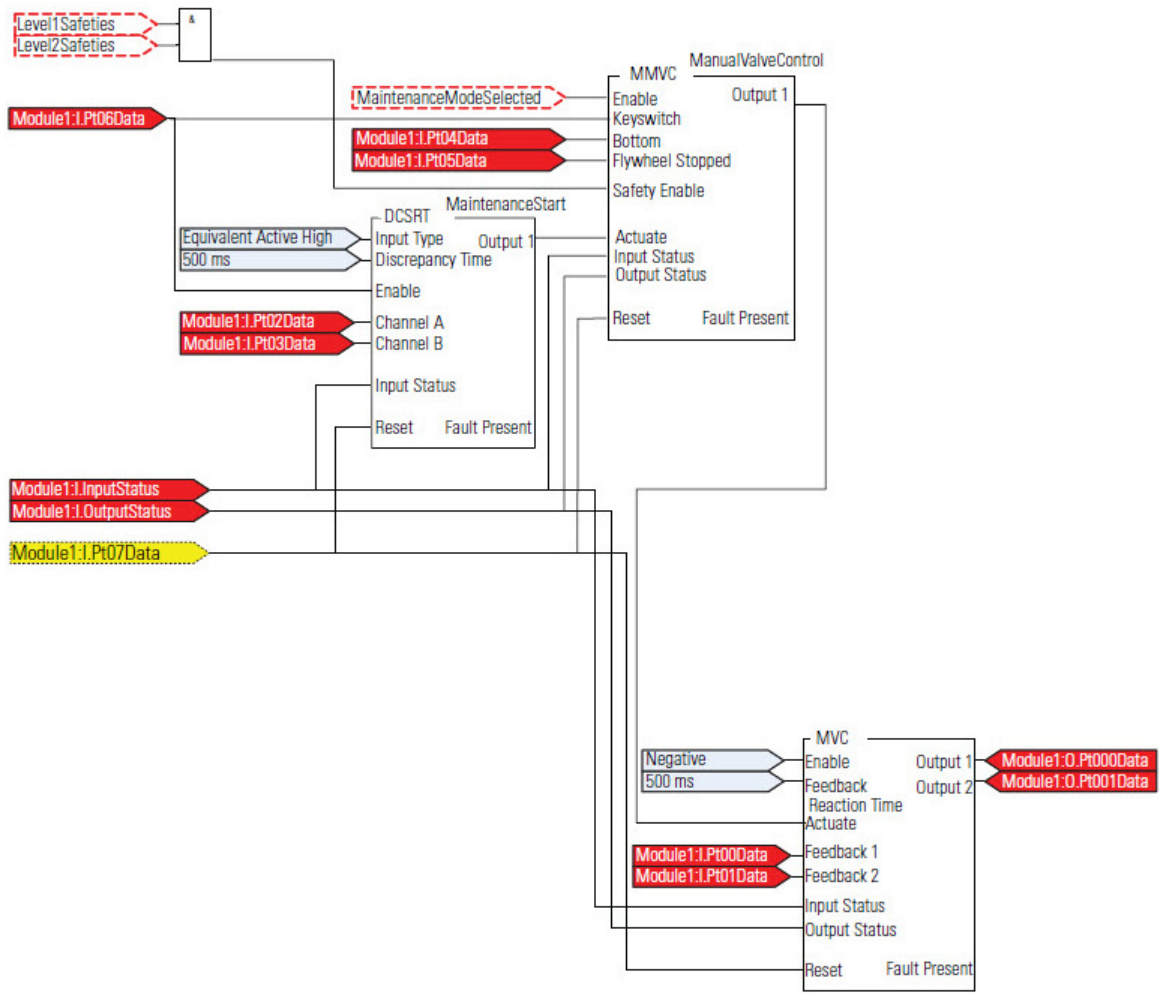 Level1Safeties
&
Level2Safeties
ManualValveControl
MMVC
MaintenanceModeSelected
Enable
Output 1
Module1:I.Pt06Data
Keyswitch
Module1:I.Pt04Data
Bottom
Module1:I.Pt05Data
Flywheel Stopped
Safety Enable
MaintenanceStart
DCSRT
Equivalent Active High
Input Type
Output 1
Actuate
500 ms
Discrepancy Time
Input Status
Output Status
Enable
Module1:I.Pt02Data
Channel A
Reset
Fault Present
Module1:I.Pt03Data
Channel B
Input Status
Reset
Fault Present
Module1:I.InputStatus
Module1:I.OutputStatus
Module1:I.Pt07Data
MVC
Negative
Enable
Output 1
Module1:O.Pt000Data
500 ms
Feedback
Reaction Time
Output 2
Module1:O.Pt001Data
Actuate
Module1:I.Pt00Data
Feedback 1
Module1:I.Pt01Data
Feedback 2
Input Status
Output Status
Reset
Fault Present